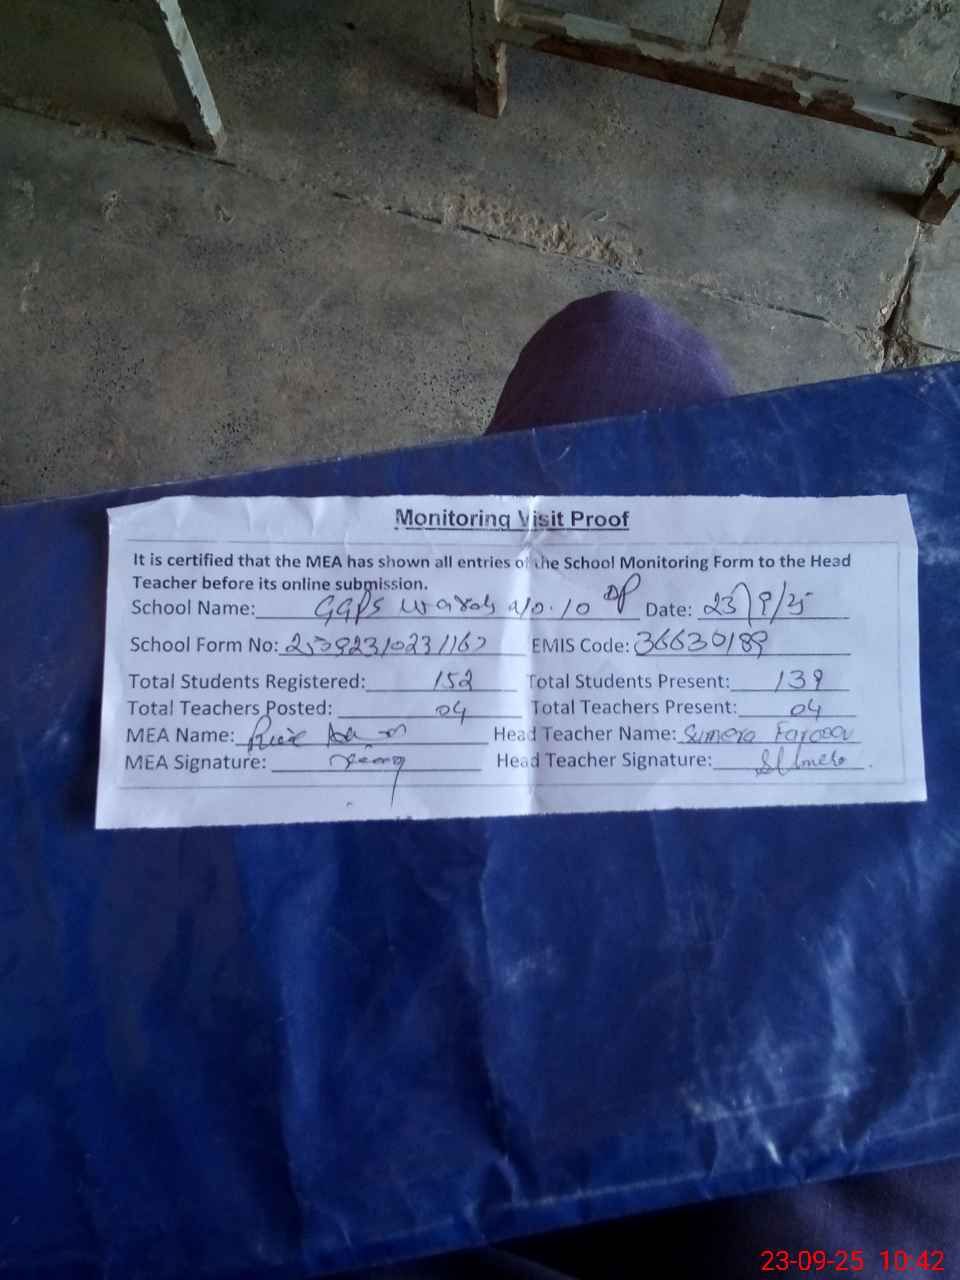 Monitoring Visit Proof
It is certified that the MEA has shown all entries of the School Monitoring Form to the Head
Teacher before its online submission.
School Name: GGPS ward no. 10 Date: 23/9/25
School Form No: EMIS Code: 36630189
Total Students Registered: 152 Total Students Present: 139
Total Teachers Posted: 04 Total Teachers Present: 04
MEA Name: Head Teacher Name: Sumera Farooq
MEA Signature: Head Teacher Signature:
23-09-25 10:42